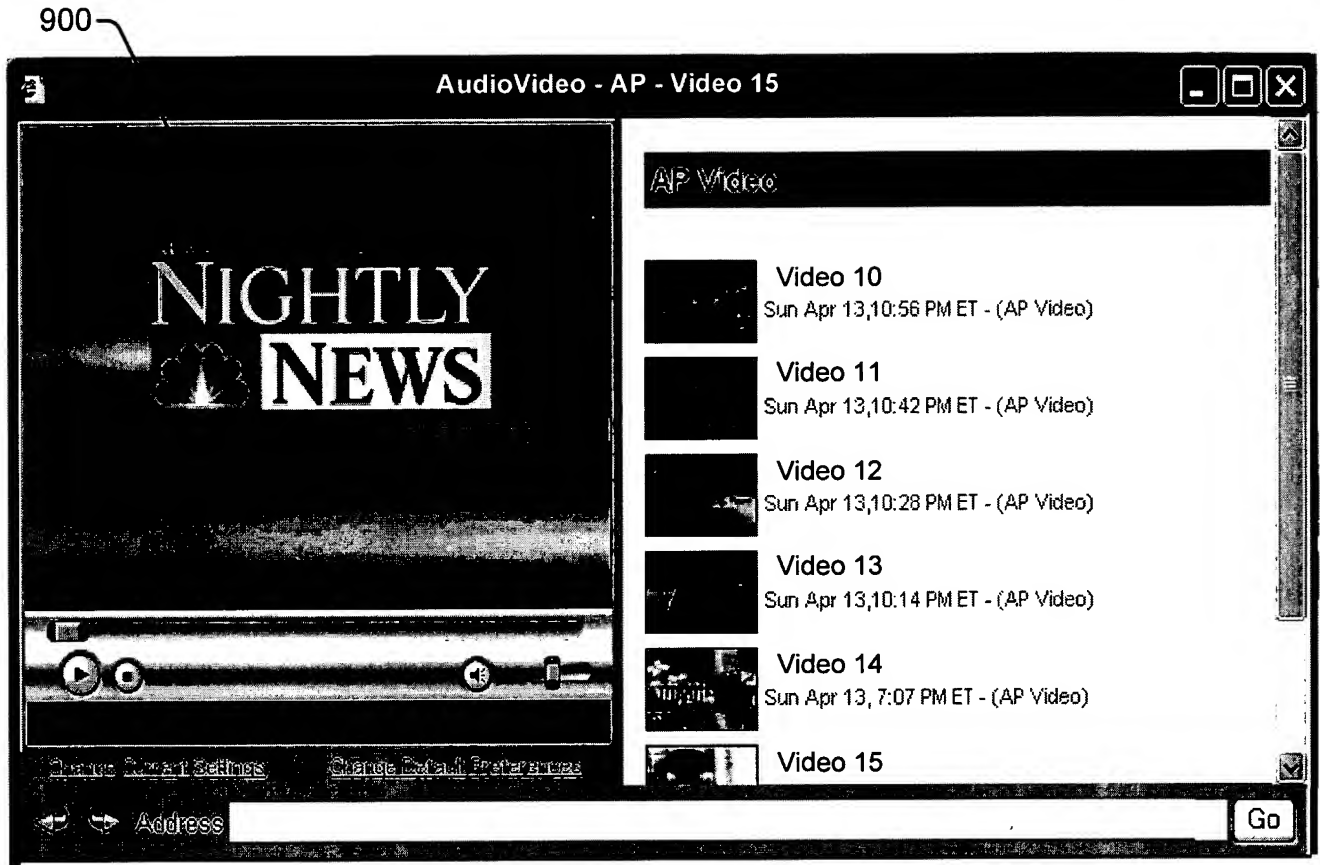 900
AudioVideo - AP - Video 15
NIGHTLY
NEWS
AP Video
Video 10
Sun Apr 13,10:56 PM ET - (AP Video)
Video 11
Sun Apr 13,10:42 PM ET - (AP Video)
Video 12
Sun Apr 13,10:28 PM ET - (AP Video)
Video 13
Sun Apr 13,10:14 PM ET - (AP Video)
Video 14
Sun Apr 13, 7:07 PM ET - (AP Video)
Video 15
Change Current Settings Change Default Preferences
Address
Go